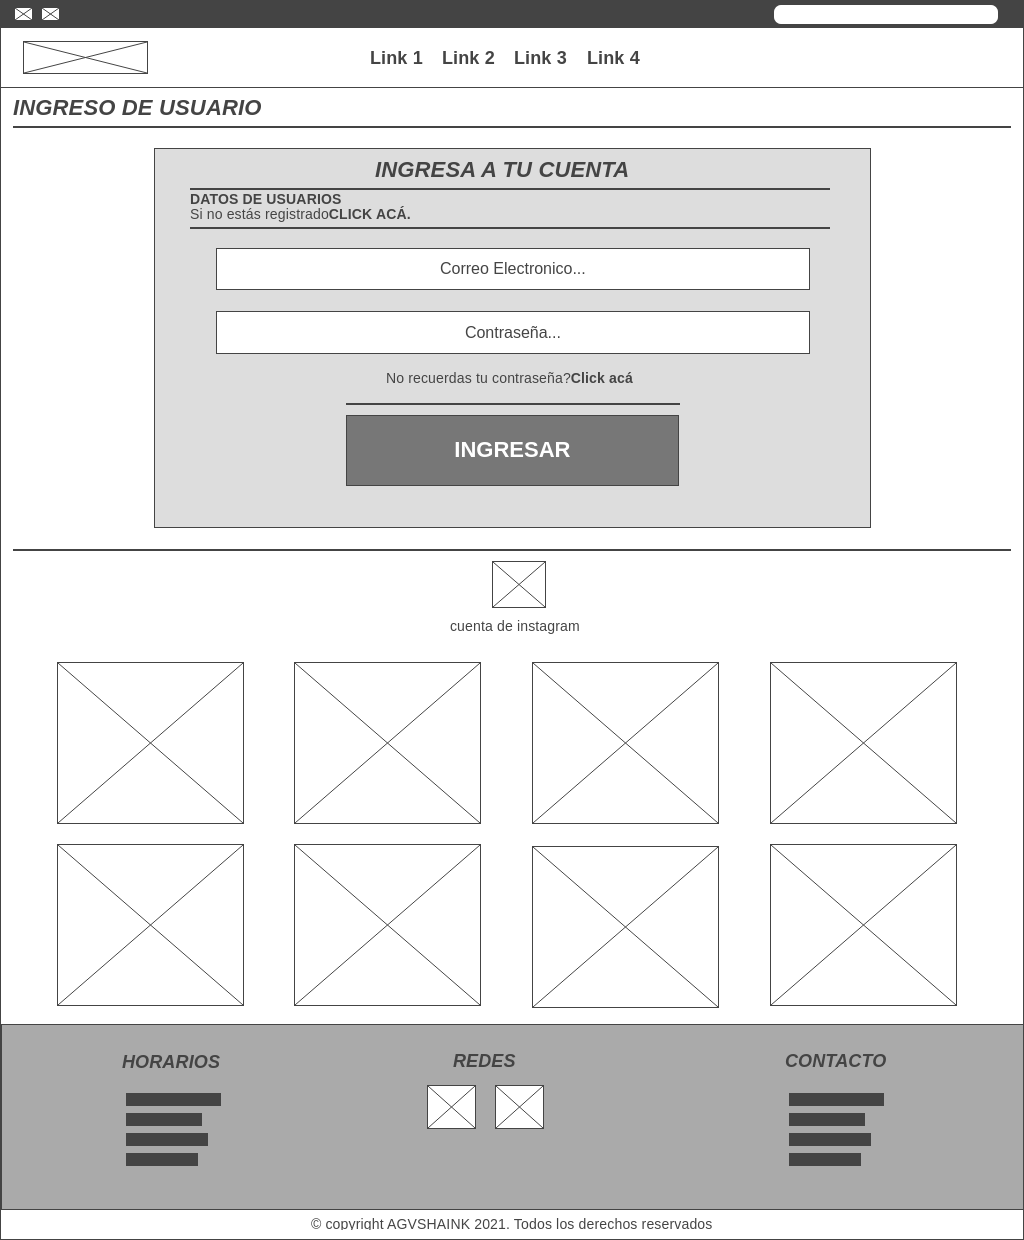 Link 1 Link 2 Link 3 Link 4
INGRESO DE USUARIO
INGRESA A TU CUENTA
DATOS DE USUARIOS
Si no estás registradoCLICK ACÁ.
Correo Electronico...
Contraseña...
No recuerdas tu contraseña?Click acá
INGRESAR
cuenta de instagram
HORARIOS REDES CONTACTO
© copyright AGVSHAINK 2021. Todos los derechos reservados